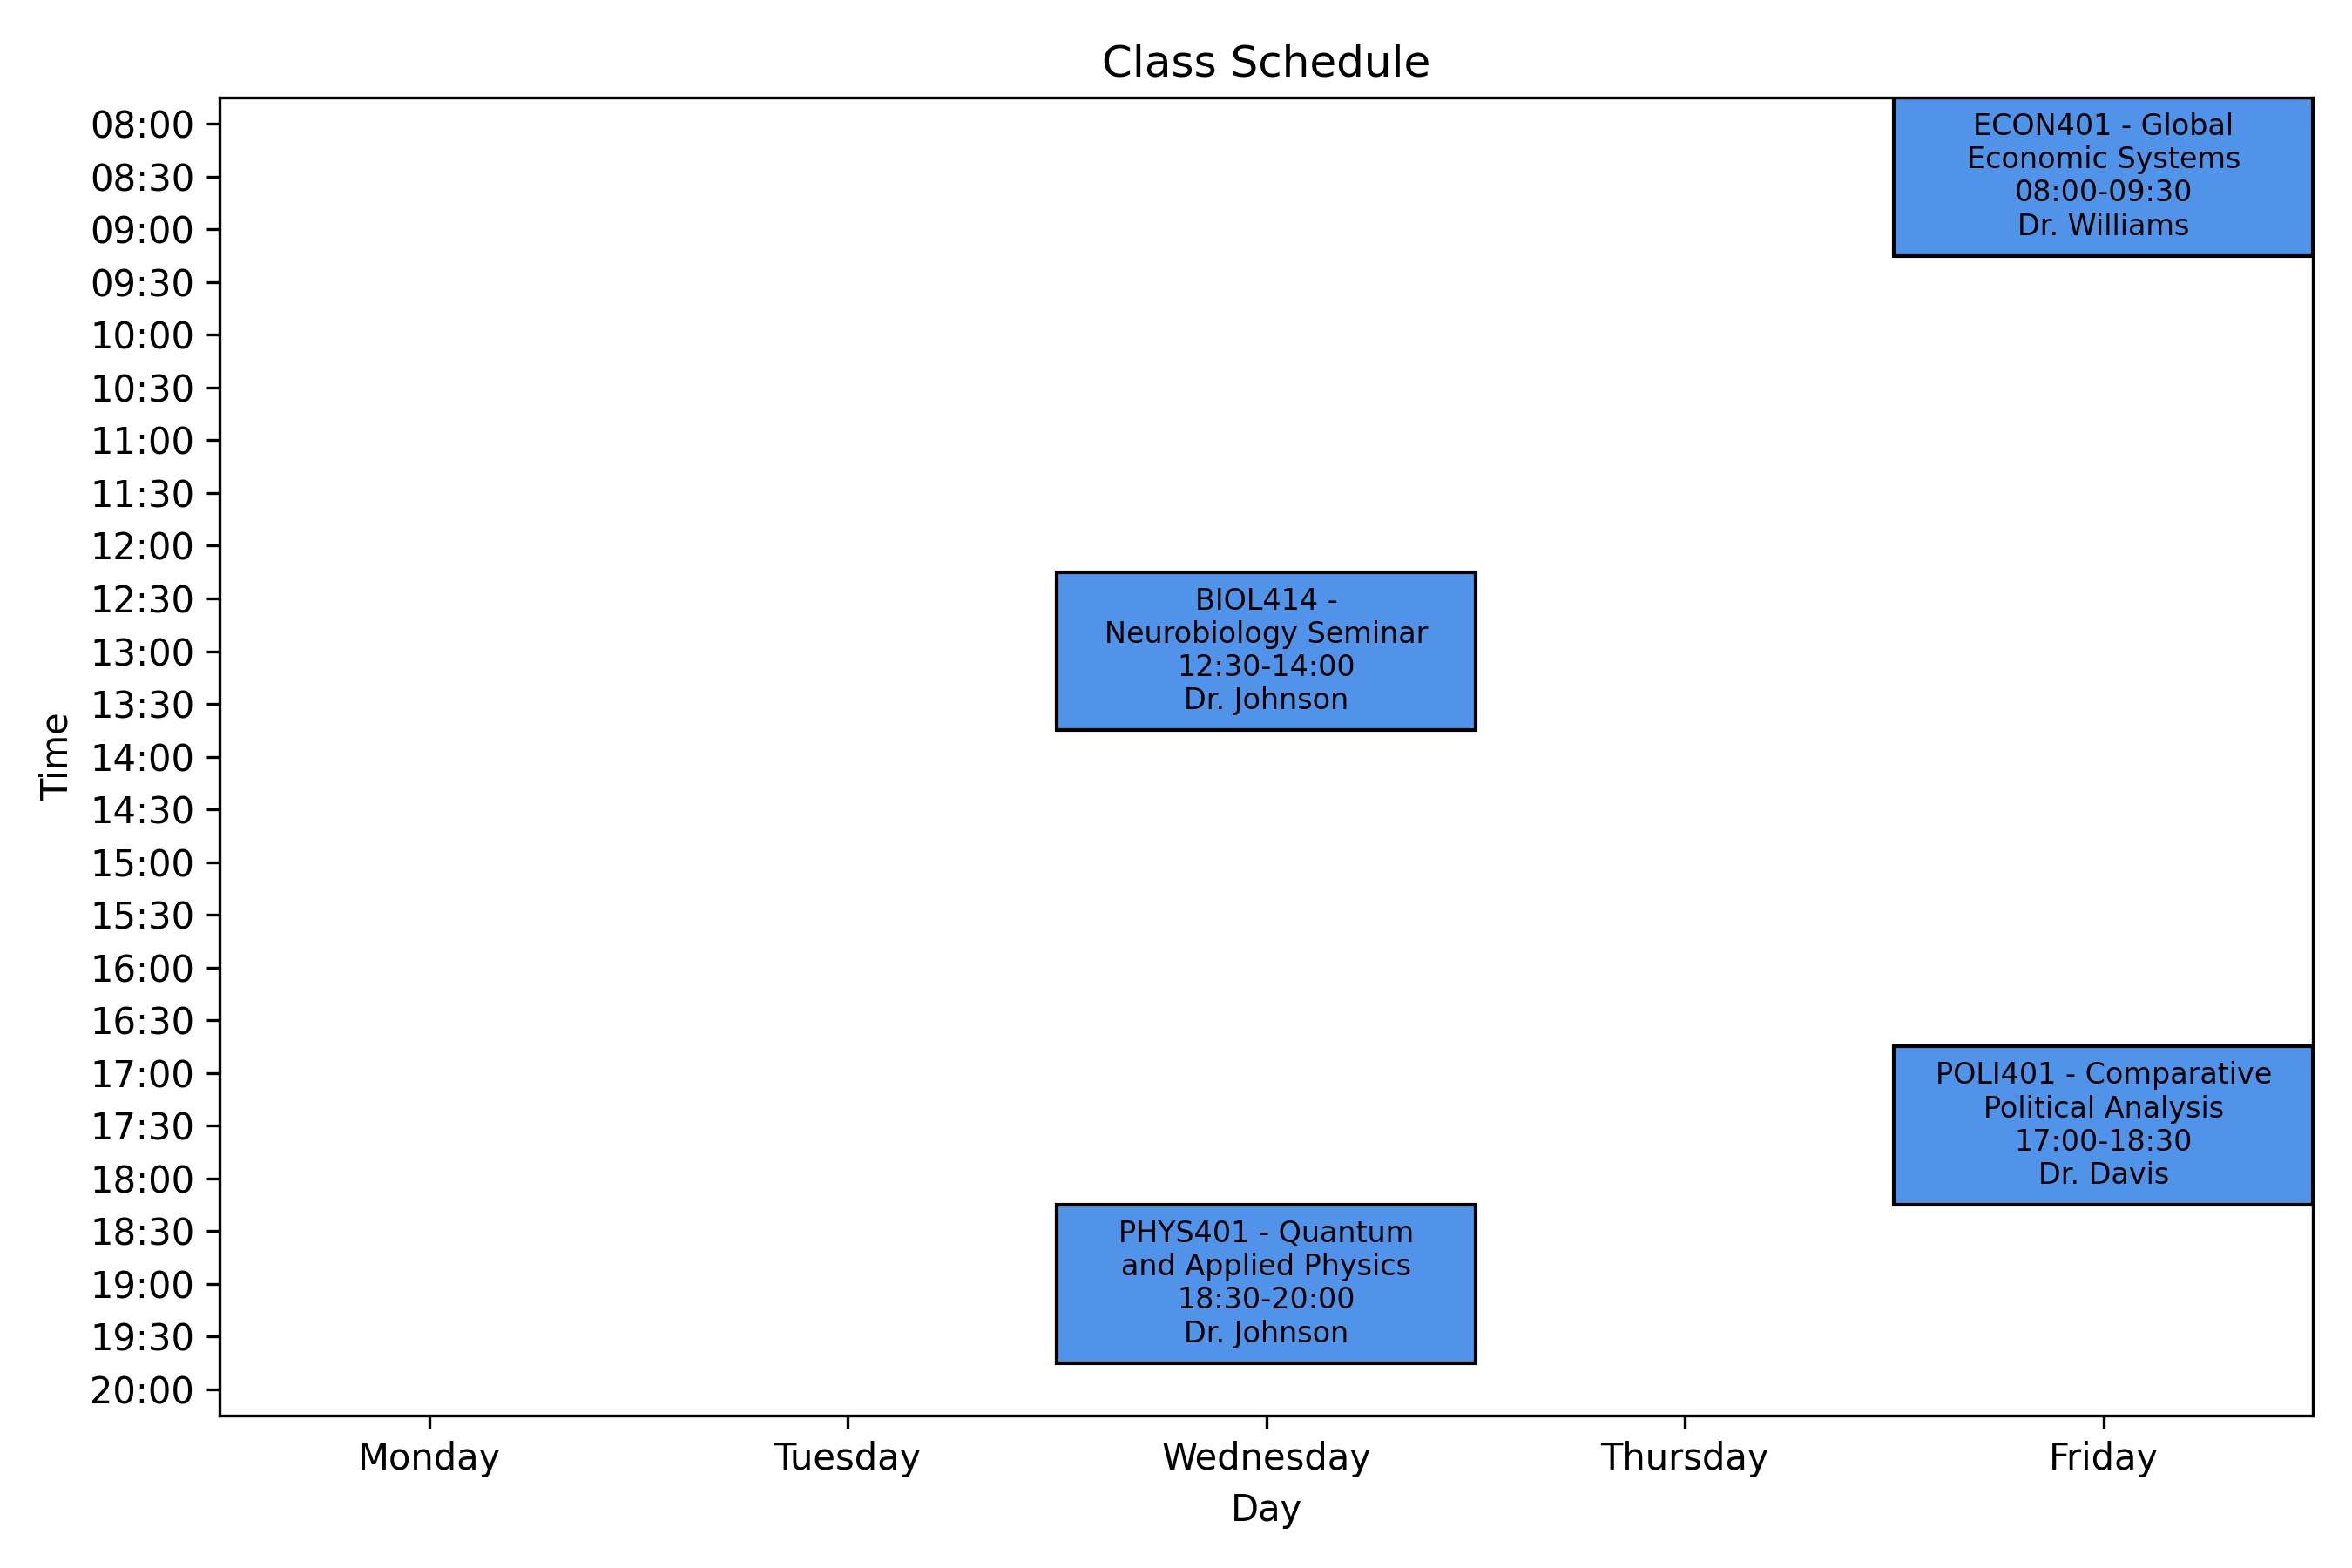 Class Schedule
Time
08:00
08:30
09:00
09:30
10:00
10:30
11:00
11:30
12:00
12:30
13:00
13:30
14:00
14:30
15:00
15:30
16:00
16:30
17:00
17:30
18:00
18:30
19:00
19:30
20:00
ECON401 - Global
Economic Systems
08:00-09:30
Dr. Williams
BIOL414 -
Neurobiology Seminar
12:30-14:00
Dr. Johnson
POLI401 - Comparative
Political Analysis
17:00-18:30
Dr. Davis
PHYS401 - Quantum
and Applied Physics
18:30-20:00
Dr. Johnson
Monday
Tuesday
Wednesday
Thursday
Friday
Day